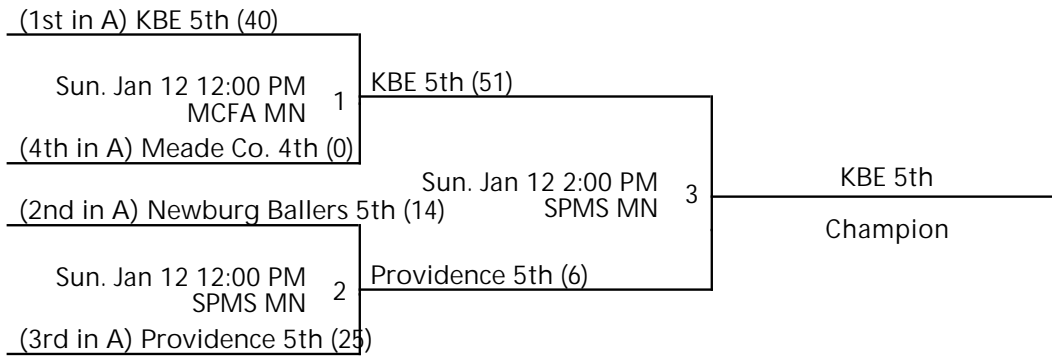 (1st in A) KBE 5th (40)
Sun. Jan 12 12:00 PM
MCFA MN
1
KBE 5th (51)
(4th in A) Meade Co. 4th (0)
Sun. Jan 12 2:00 PM
SPMS MN
3
KBE 5th
Champion
(2nd in A) Newburg Ballers 5th (14)
Sun. Jan 12 12:00 PM
SPMS MN
2
Providence 5th (6)
(3rd in A) Providence 5th (25)